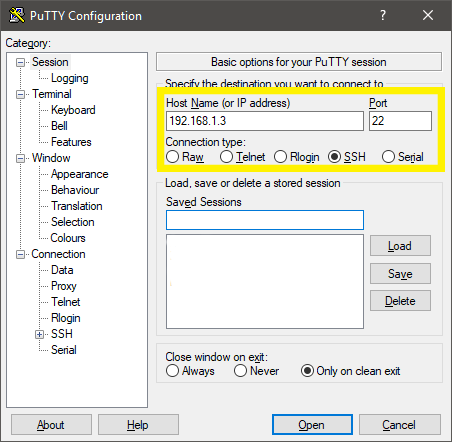 PuTTY Configuration
? ×
Category:
Session
Logging
Terminal
Keyboard
Bell
Features
Window
Appearance
Behaviour
Translation
Selection
Colours
Connection
Data
Proxy
Telnet
Rlogin
SSH
Serial
Basic options for your PuTTY session
Specify the destination you want to connect to
Host Name (or IP address) Port
192.168.1.3 22
Connection type:
Raw Telnet Rlogin SSH Serial
Load, save or delete a stored session
Saved Sessions
Load
Save
Delete
Close window on exit:
Always Never Only on clean exit
About Help Open Cancel